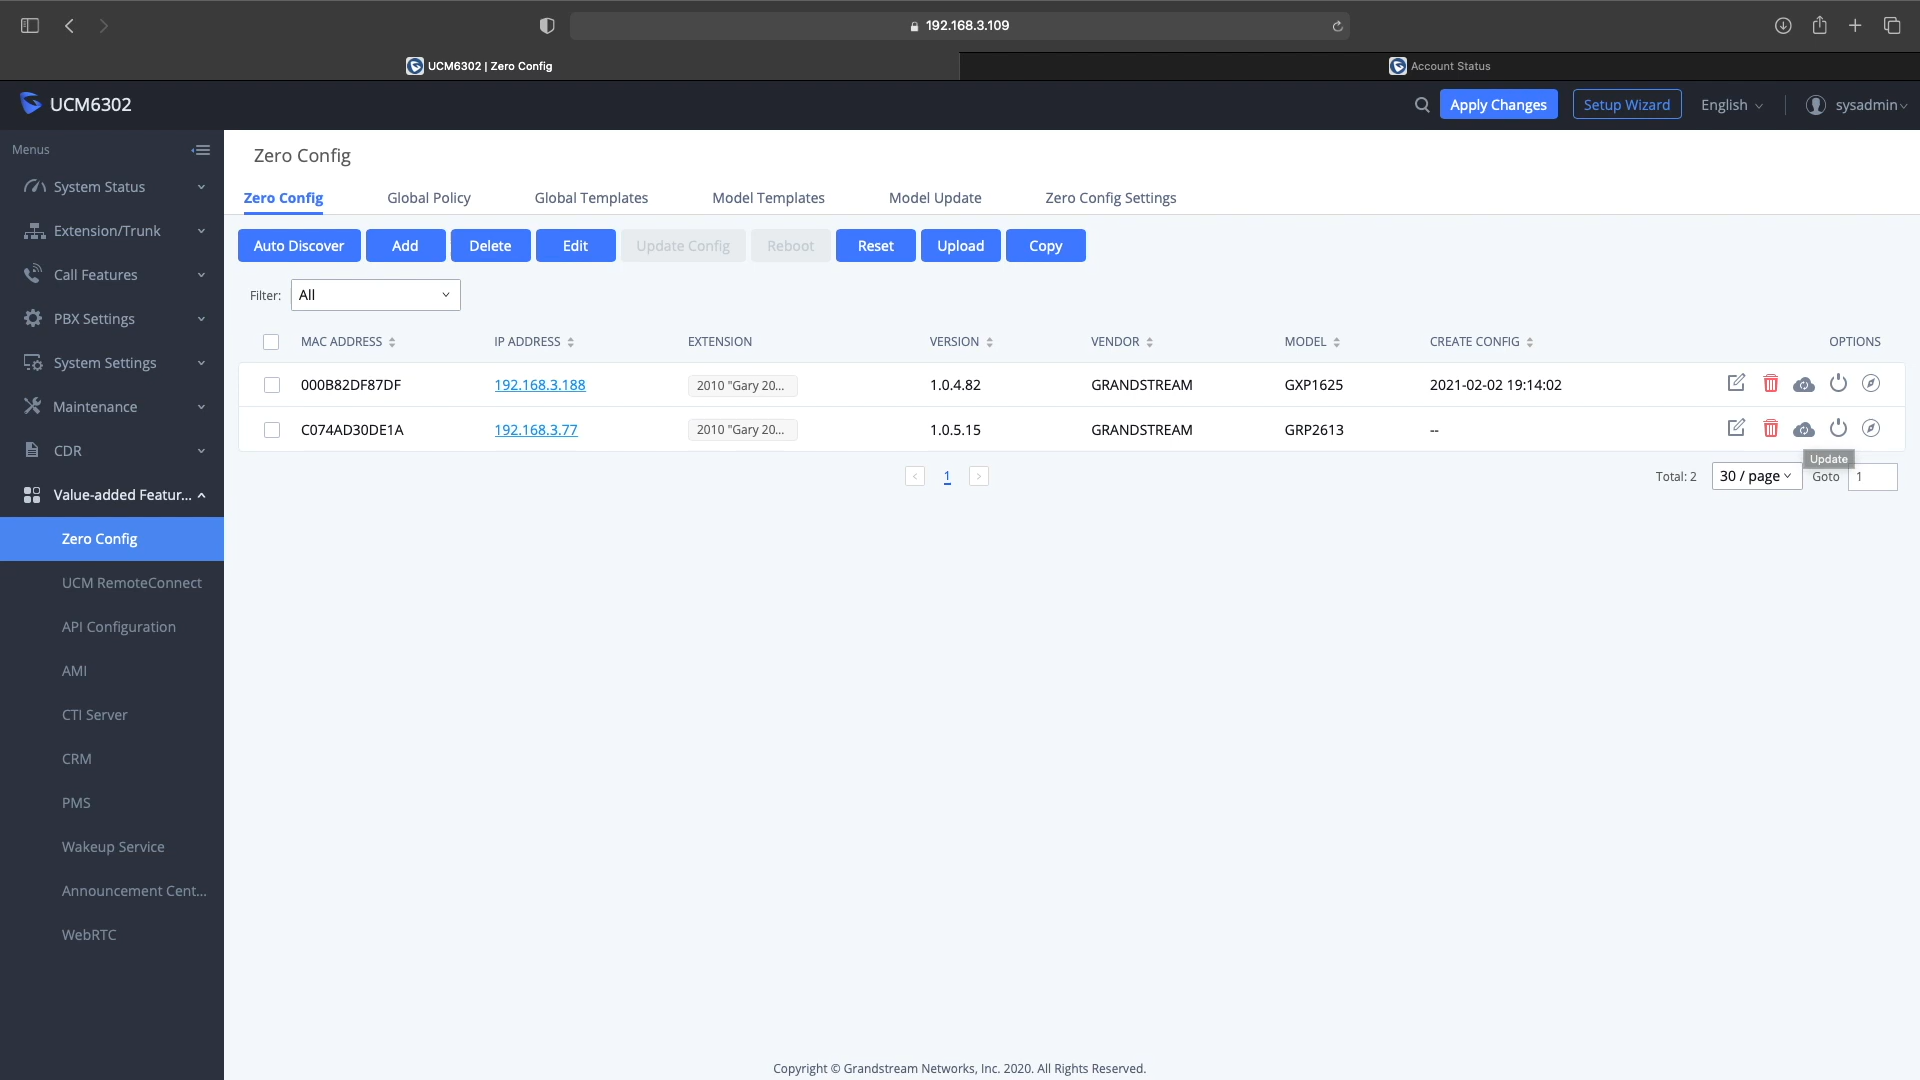 192.168.3.109
UCM6302 | Zero Config
Account Status
UCM6302
Apply Changes
Setup Wizard
English
sysadmin
Menus
System Status
Extension/Trunk
Call Features
PBX Settings
System Settings
Maintenance
CDR
Value-added Featur...
Zero Config
UCM RemoteConnect
API Configuration
AMI
CTI Server
CRM
PMS
Wakeup Service
Announcement Cent...
WebRTC
Zero Config
Zero Config Global Policy Global Templates Model Templates Model Update Zero Config Settings
Auto Discover Add Delete Edit Update Config Reboot Reset Upload Copy
Filter: All
MAC ADDRESS IP ADDRESS EXTENSION VERSION VENDOR MODEL CREATE CONFIG OPTIONS
000B82DF87DF 192.168.3.188 2010 "Gary 20... 1.0.4.82 GRANDSTREAM GXP1625 2021-02-02 19:14:02
C074AD30DE1A 192.168.3.77 2010 "Gary 20... 1.0.5.15 GRANDSTREAM GRP2613 --
Update
< 1 > Total: 2 30 / page Goto 1
Copyright © Grandstream Networks, Inc. 2020. All Rights Reserved.